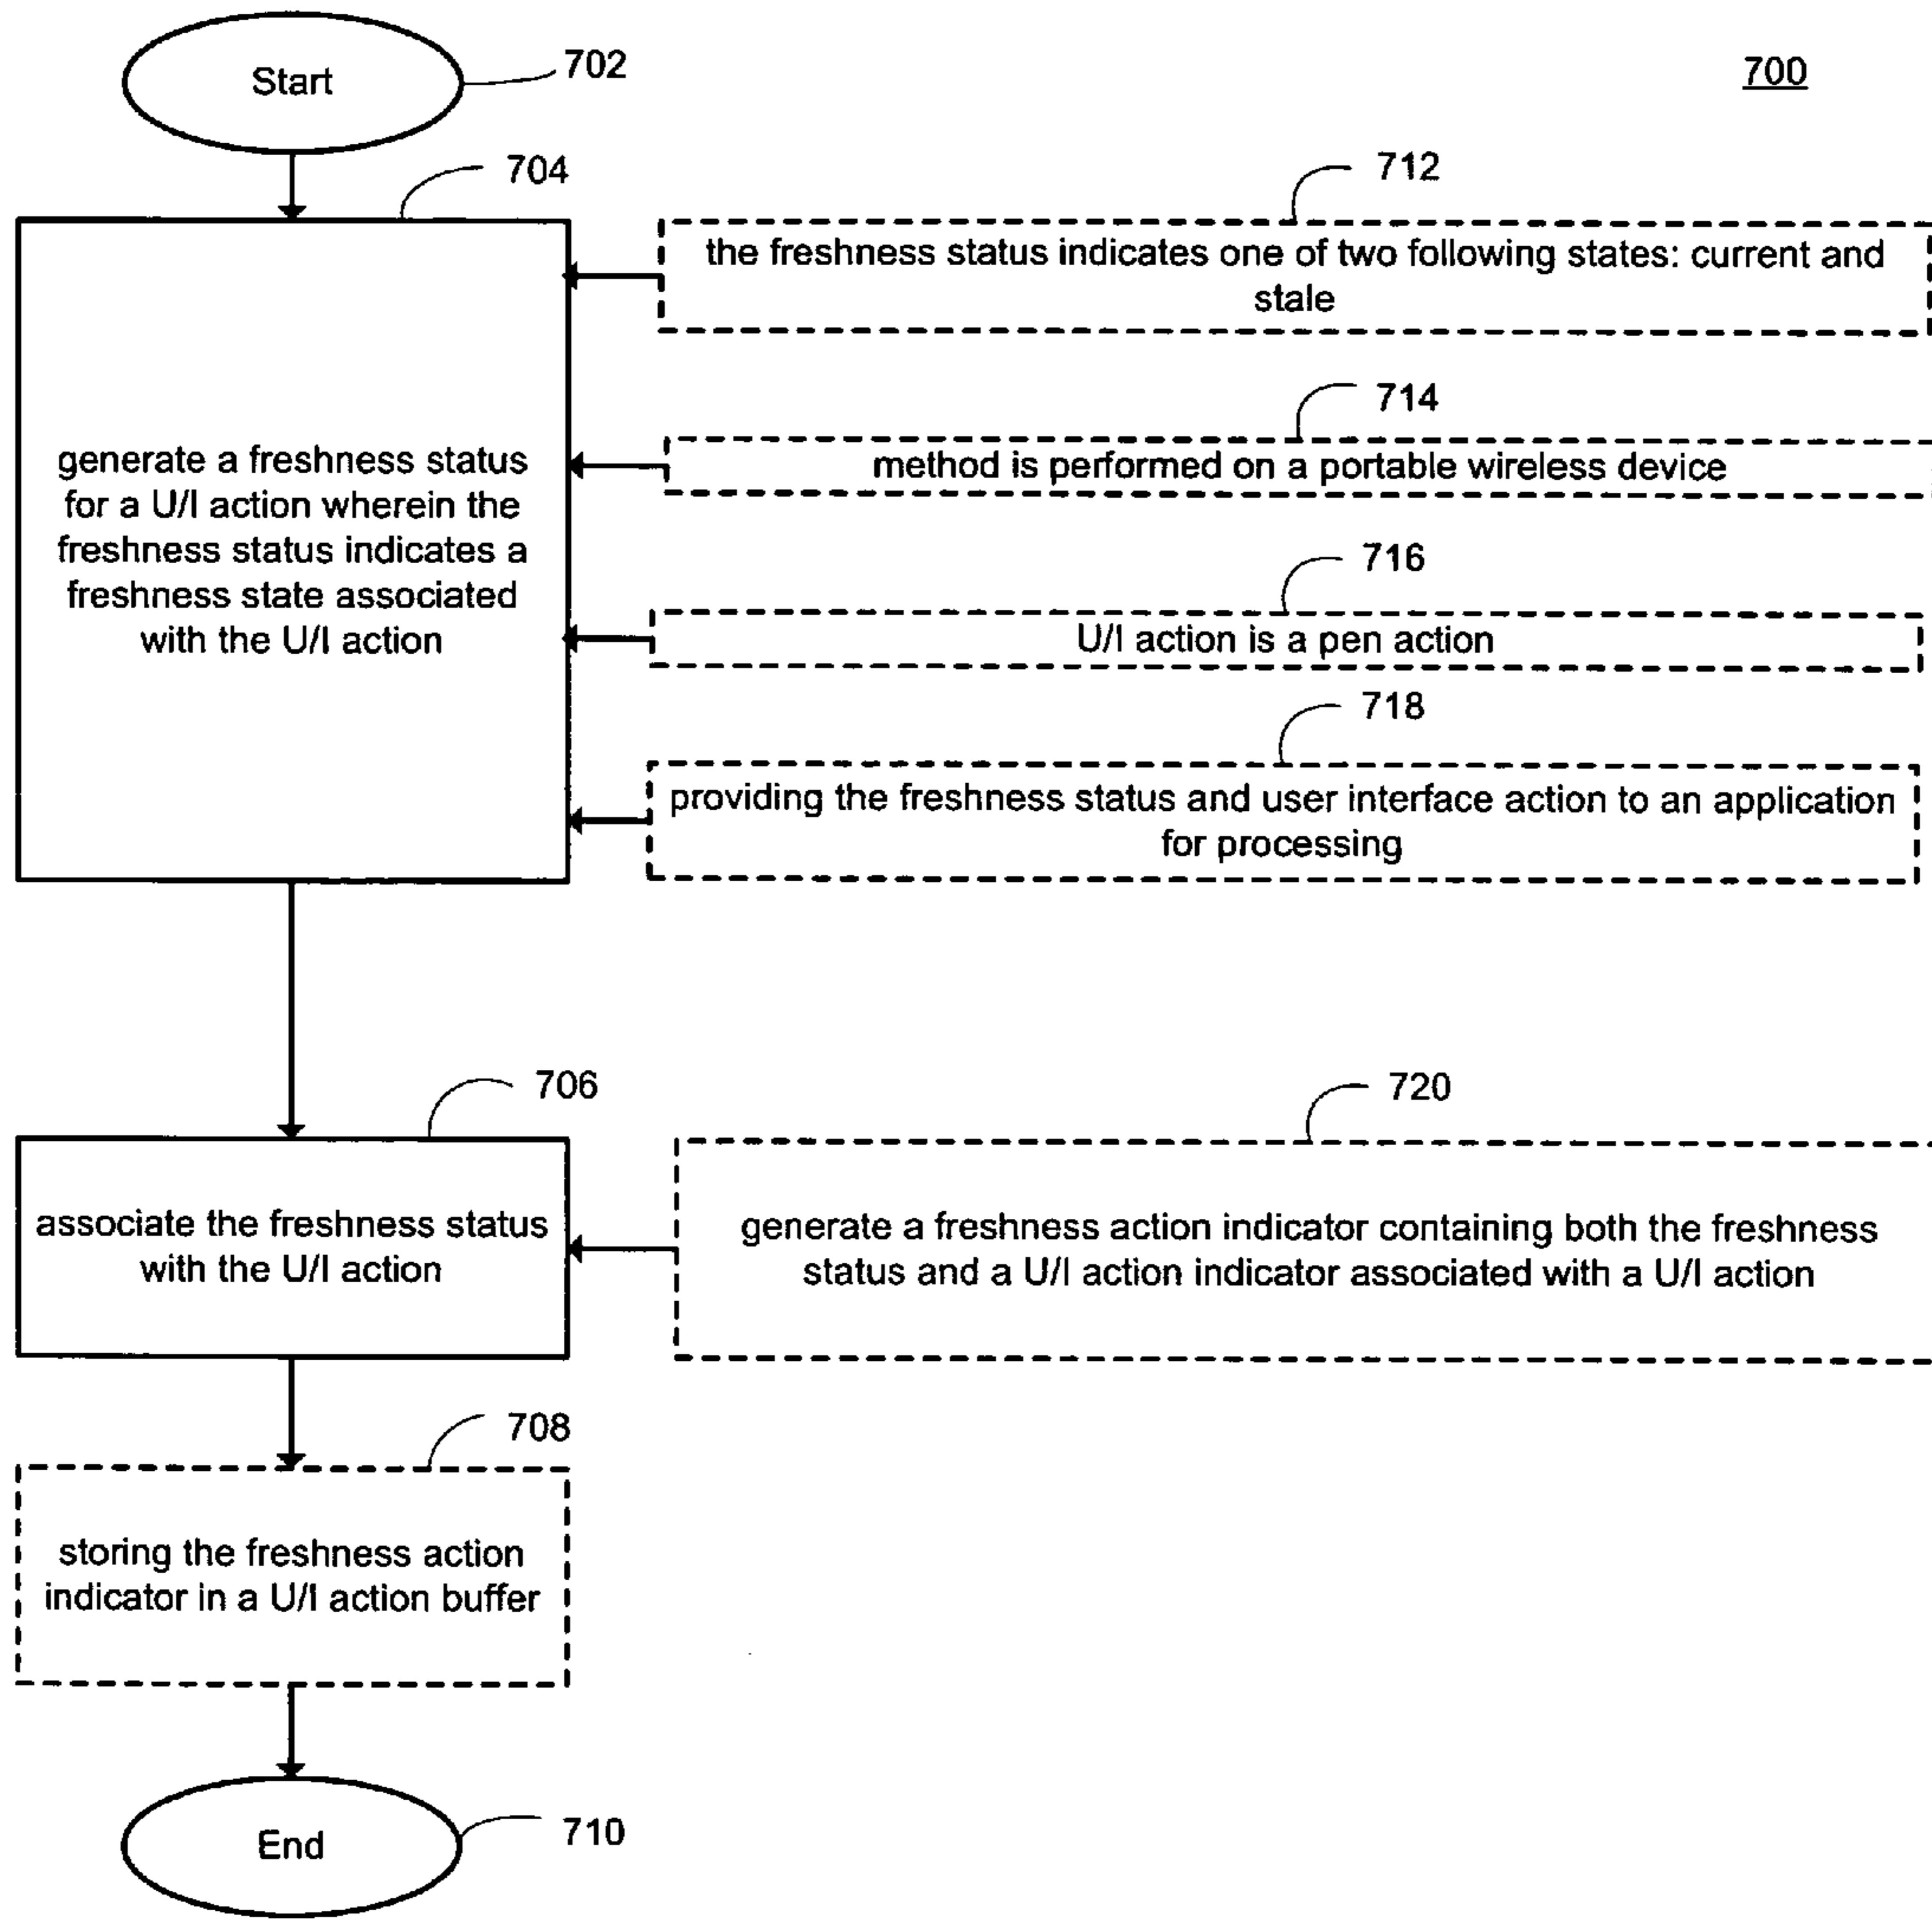 Start
702
700
704
712
generate a freshness status
for a U/I action wherein the
freshness status indicates a
freshness state associated
with the U/I action
the freshness status indicates one of two following states: current and
stale
714
method is performed on a portable wireless device
716
U/I action is a pen action
718
providing the freshness status and user interface action to an application
for processing
706
720
associate the freshness status
with the U/I action
generate a freshness action indicator containing both the freshness
status and a U/I action indicator associated with a U/I action
708
storing the freshness action
indicator in a U/I action buffer
End
710